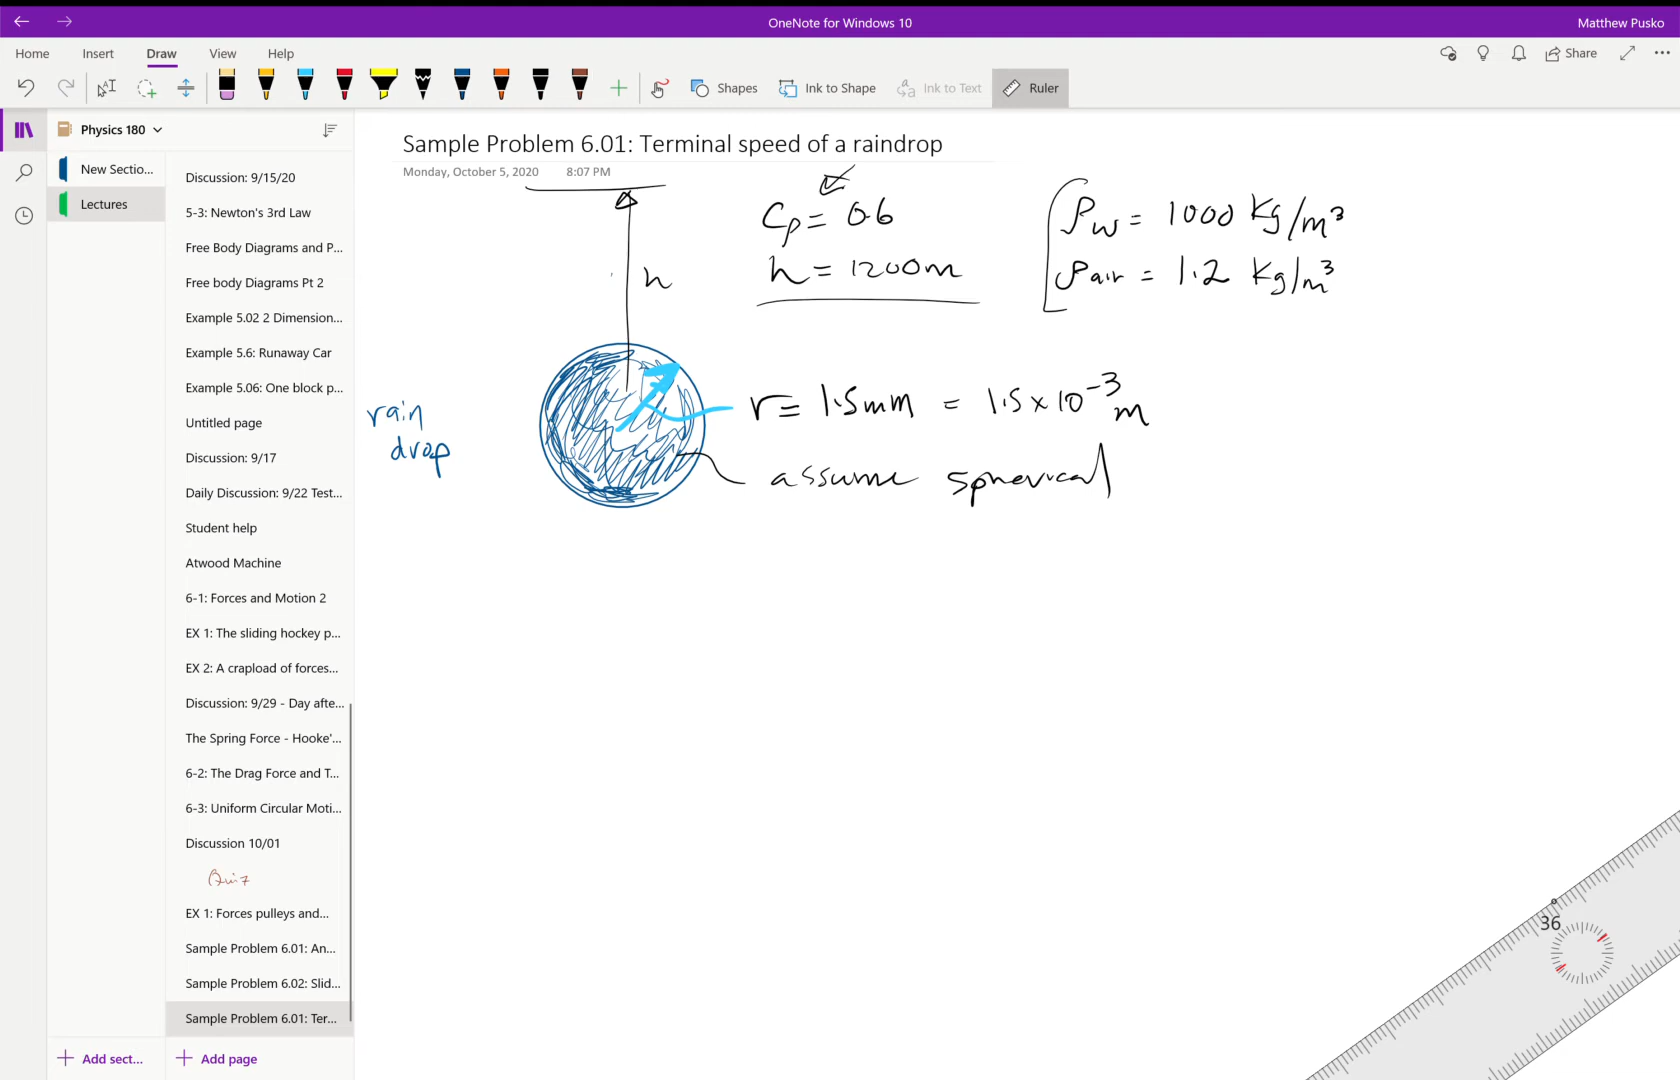 OneNote for Windows 10
Matthew Pusko
Home Insert Draw View Help
Share
Shapes
Ink to Shape
Ink to Text
Ruler
Physics 180
New Sectio...
Lectures
Discussion: 9/15/20
5-3: Newton's 3rd Law
Free Body Diagrams and P...
Free body Diagrams Pt 2
Example 5.02 2 Dimension...
Example 5.6: Runaway Car
Example 5.06: One block p...
Untitled page
Discussion: 9/17
Daily Discussion: 9/22 Test...
Student help
Atwood Machine
6-1: Forces and Motion 2
EX 1: The sliding hockey p...
EX 2: A crapload of forces...
Discussion: 9/29 - Day afte...
The Spring Force - Hooke'...
6-2: The Drag Force and T...
6-3: Uniform Circular Moti...
Discussion 10/01
Quiz
EX 1: Forces pulleys and...
Sample Problem 6.01: An...
Sample Problem 6.02: Slid...
Sample Problem 6.01: Ter...
Add sect...
Add page
Sample Problem 6.01: Terminal speed of a raindrop
Monday, October 5, 2020 8:07 PM
h
Cp = 0.6
h = 1200m
ρw = 1000 Kg/m³
ρair = 1.2 Kg/m³
rain
drop
r = 1.5mm = 1.5 × 10⁻³ m
assume spherical
36